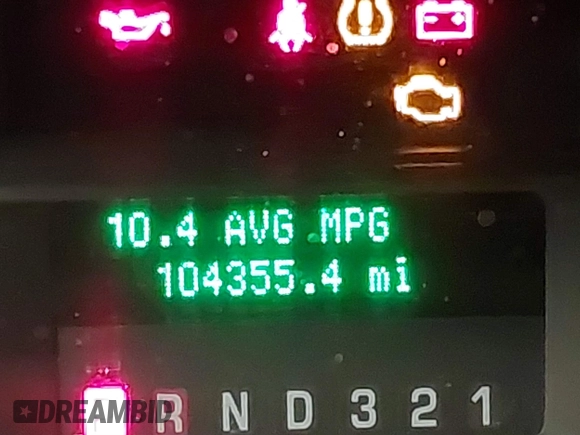 10.4 AVG MPG
104355.4 mi
R N D 3 2 1
DREAMBID